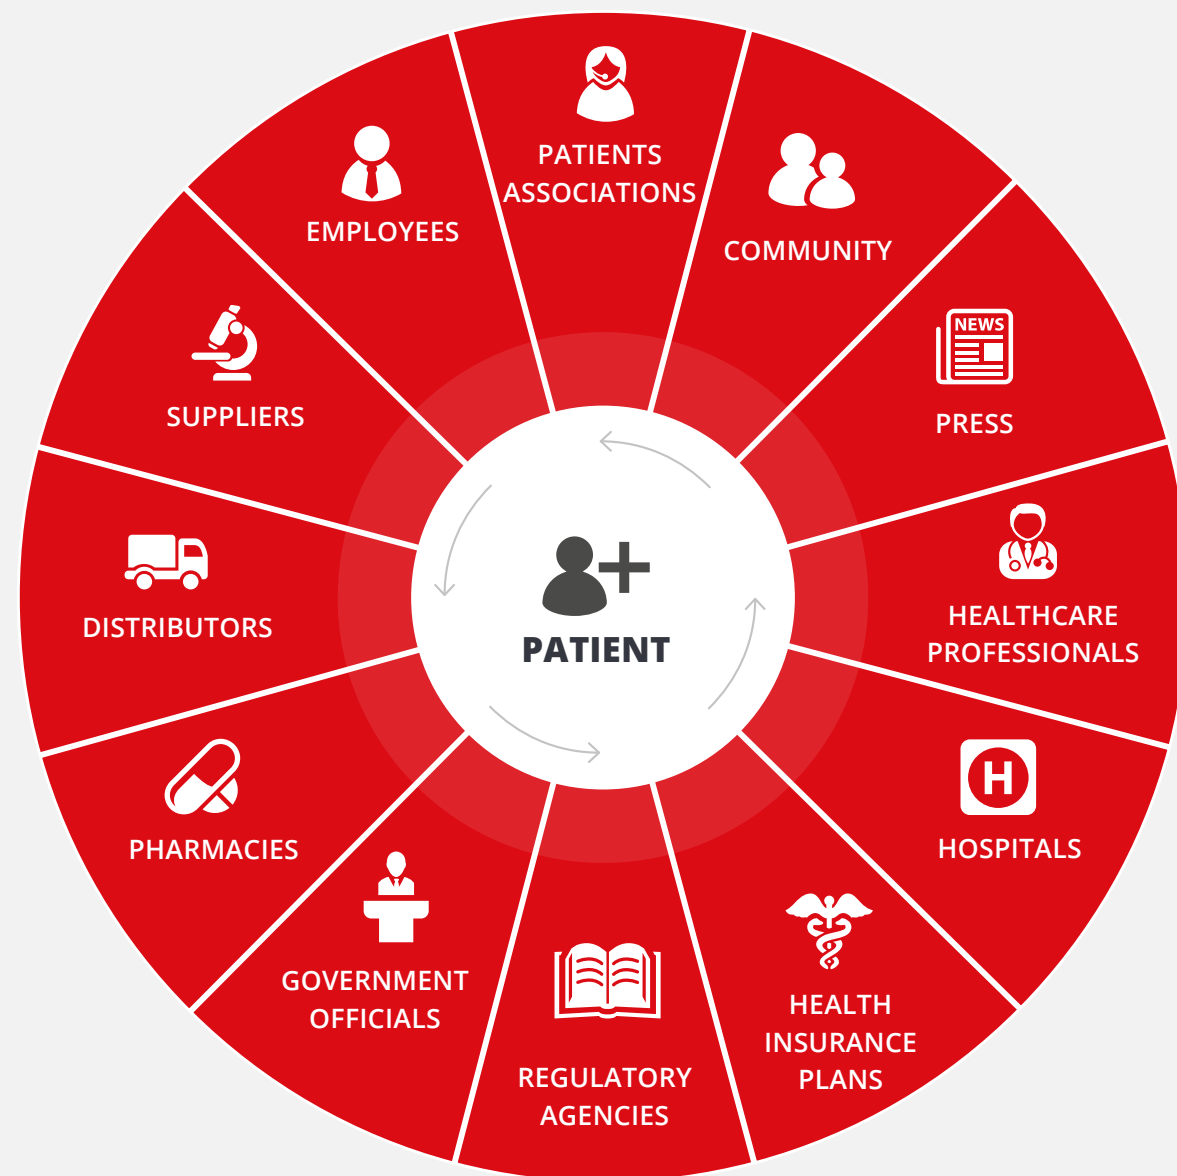 PATIENTS
ASSOCIATIONS
COMMUNITY
NEWS
PRESS
HEALTHCARE
PROFESSIONALS
H
HOSPITALS
HEALTH
INSURANCE
PLANS
REGULATORY
AGENCIES
GOVERNMENT
OFFICIALS
PHARMACIES
DISTRIBUTORS
SUPPLIERS
EMPLOYEES
PATIENT